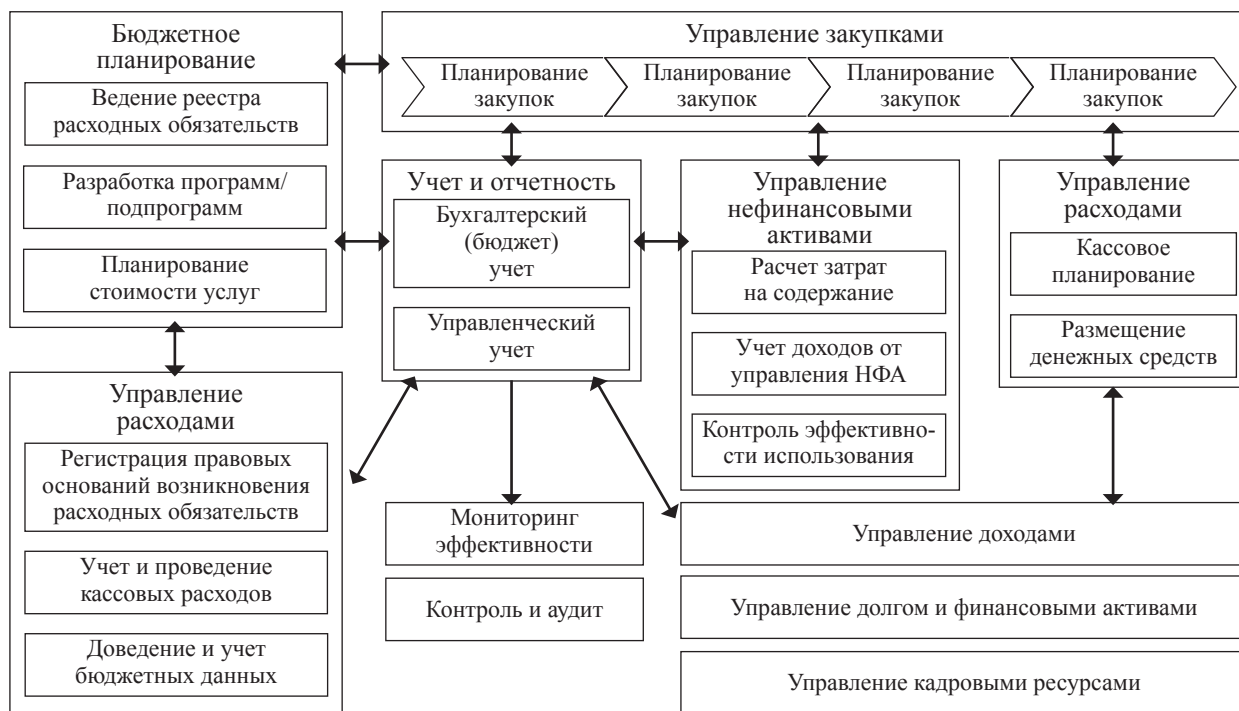 Бюджетное
планирование
Ведение реестра
расходных обязательств
Разработка программ/
подпрограмм
Планирование
стоимости услуг
Управление закупками
Планирование
закупок
Планирование
закупок
Планирование
закупок
Планирование
закупок
Учет и отчетность
Бухгалтерский
(бюджет)
учет
Управленческий
учет
Управление
нефинансовыми
активами
Расчет затрат
на содержание
Учет доходов от
управления НФА
Контроль эффективно-
сти использования
Управление
расходами
Кассовое
планирование
Размещение
денежных средств
Управление
расходами
Регистрация правовых
оснований возникновения
расходных обязательств
Учет и проведение
кассовых расходов
Доведение и учет
бюджетных данных
Мониторинг
эффективности
Контроль и аудит
Управление доходами
Управление долгом и финансовыми активами
Управление кадровыми ресурсами